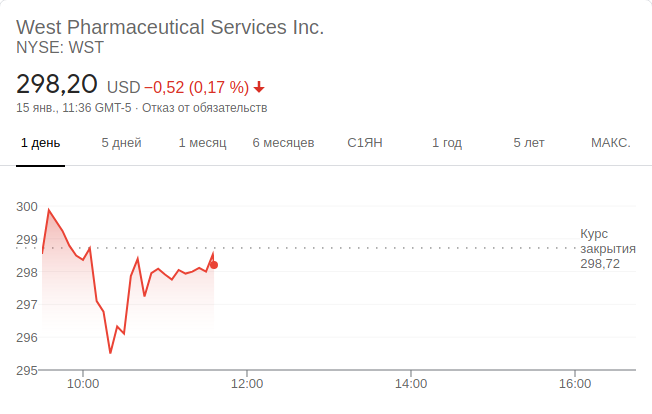 West Pharmaceutical Services Inc.
NYSE: WST
298,20 USD −0,52 (0,17 %)
15 янв., 11:36 GMT-5 · Отказ от обязательств
1 день 5 дней 1 месяц 6 месяцев С1ЯН 1 год 5 лет МАКС.
300
299
298
297
296
295
Курс
закрытия
298,72
10:00 12:00 14:00 16:00